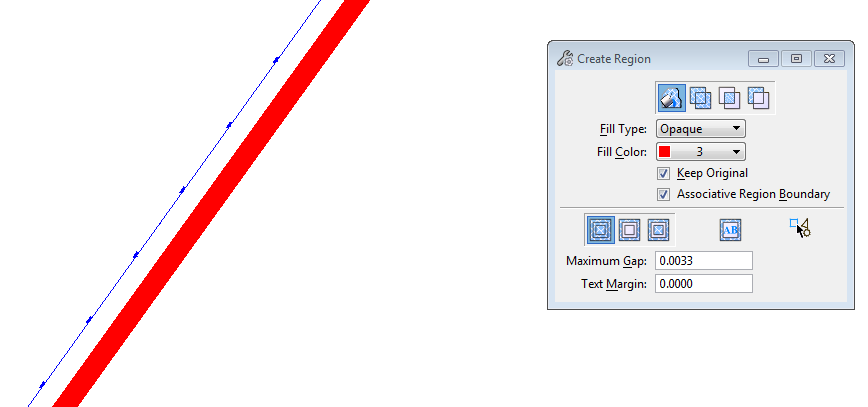 Create Region
Fill Type: Opaque
Fill Color: 3
Keep Original
Associative Region Boundary
AB
Maximum Gap: 0.0033
Text Margin: 0.0000